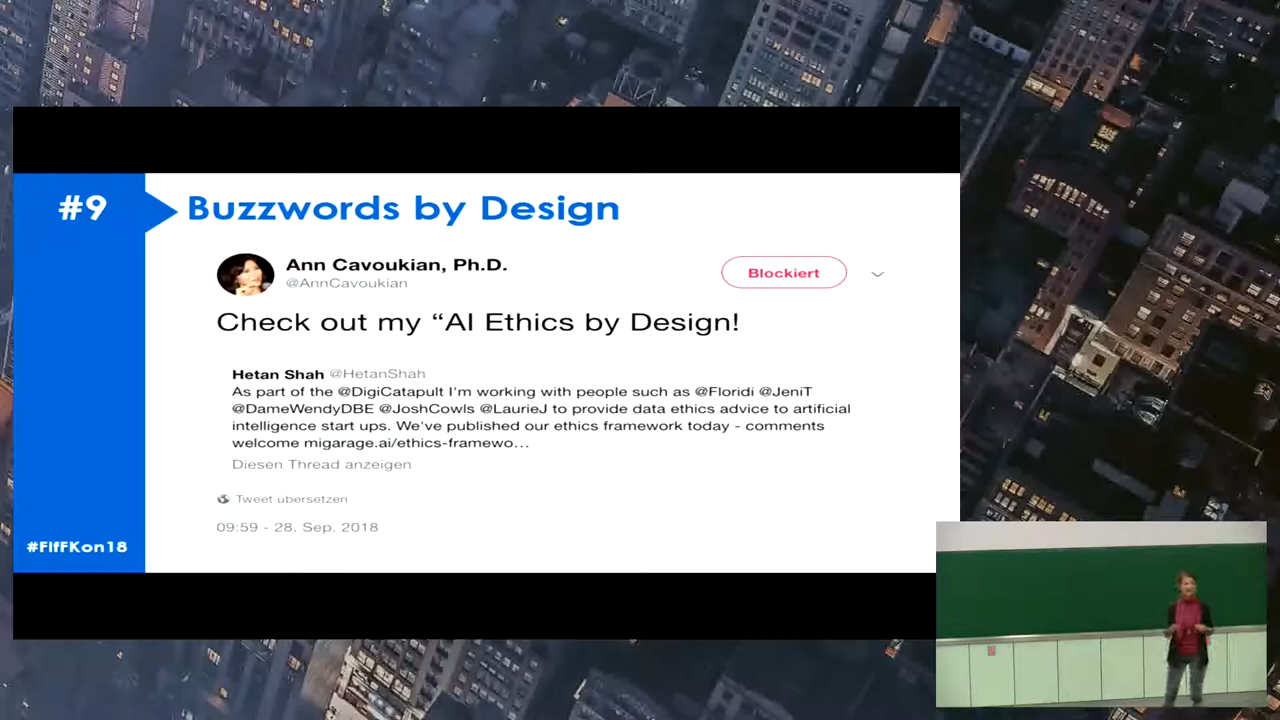 #9
Buzzwords by Design
Ann Cavoukian, Ph.D.
@AnnCavoukian
Blockiert
Check out my “AI Ethics by Design!
Hetan Shah @HetanShah
As part of the @DigiCatapult I'm working with people such as @Floridi @JeniT
@DameWendyDBE @JoshCowls @LaurieJ to provide data ethics advice to artificial
intelligence start ups. We've published our ethics framework today - comments
welcome migarage.ai/ethics-framewo…
Diesen Thread anzeigen
Tweet übersetzen
09:59 - 28. Sep. 2018
#FIfFKon18